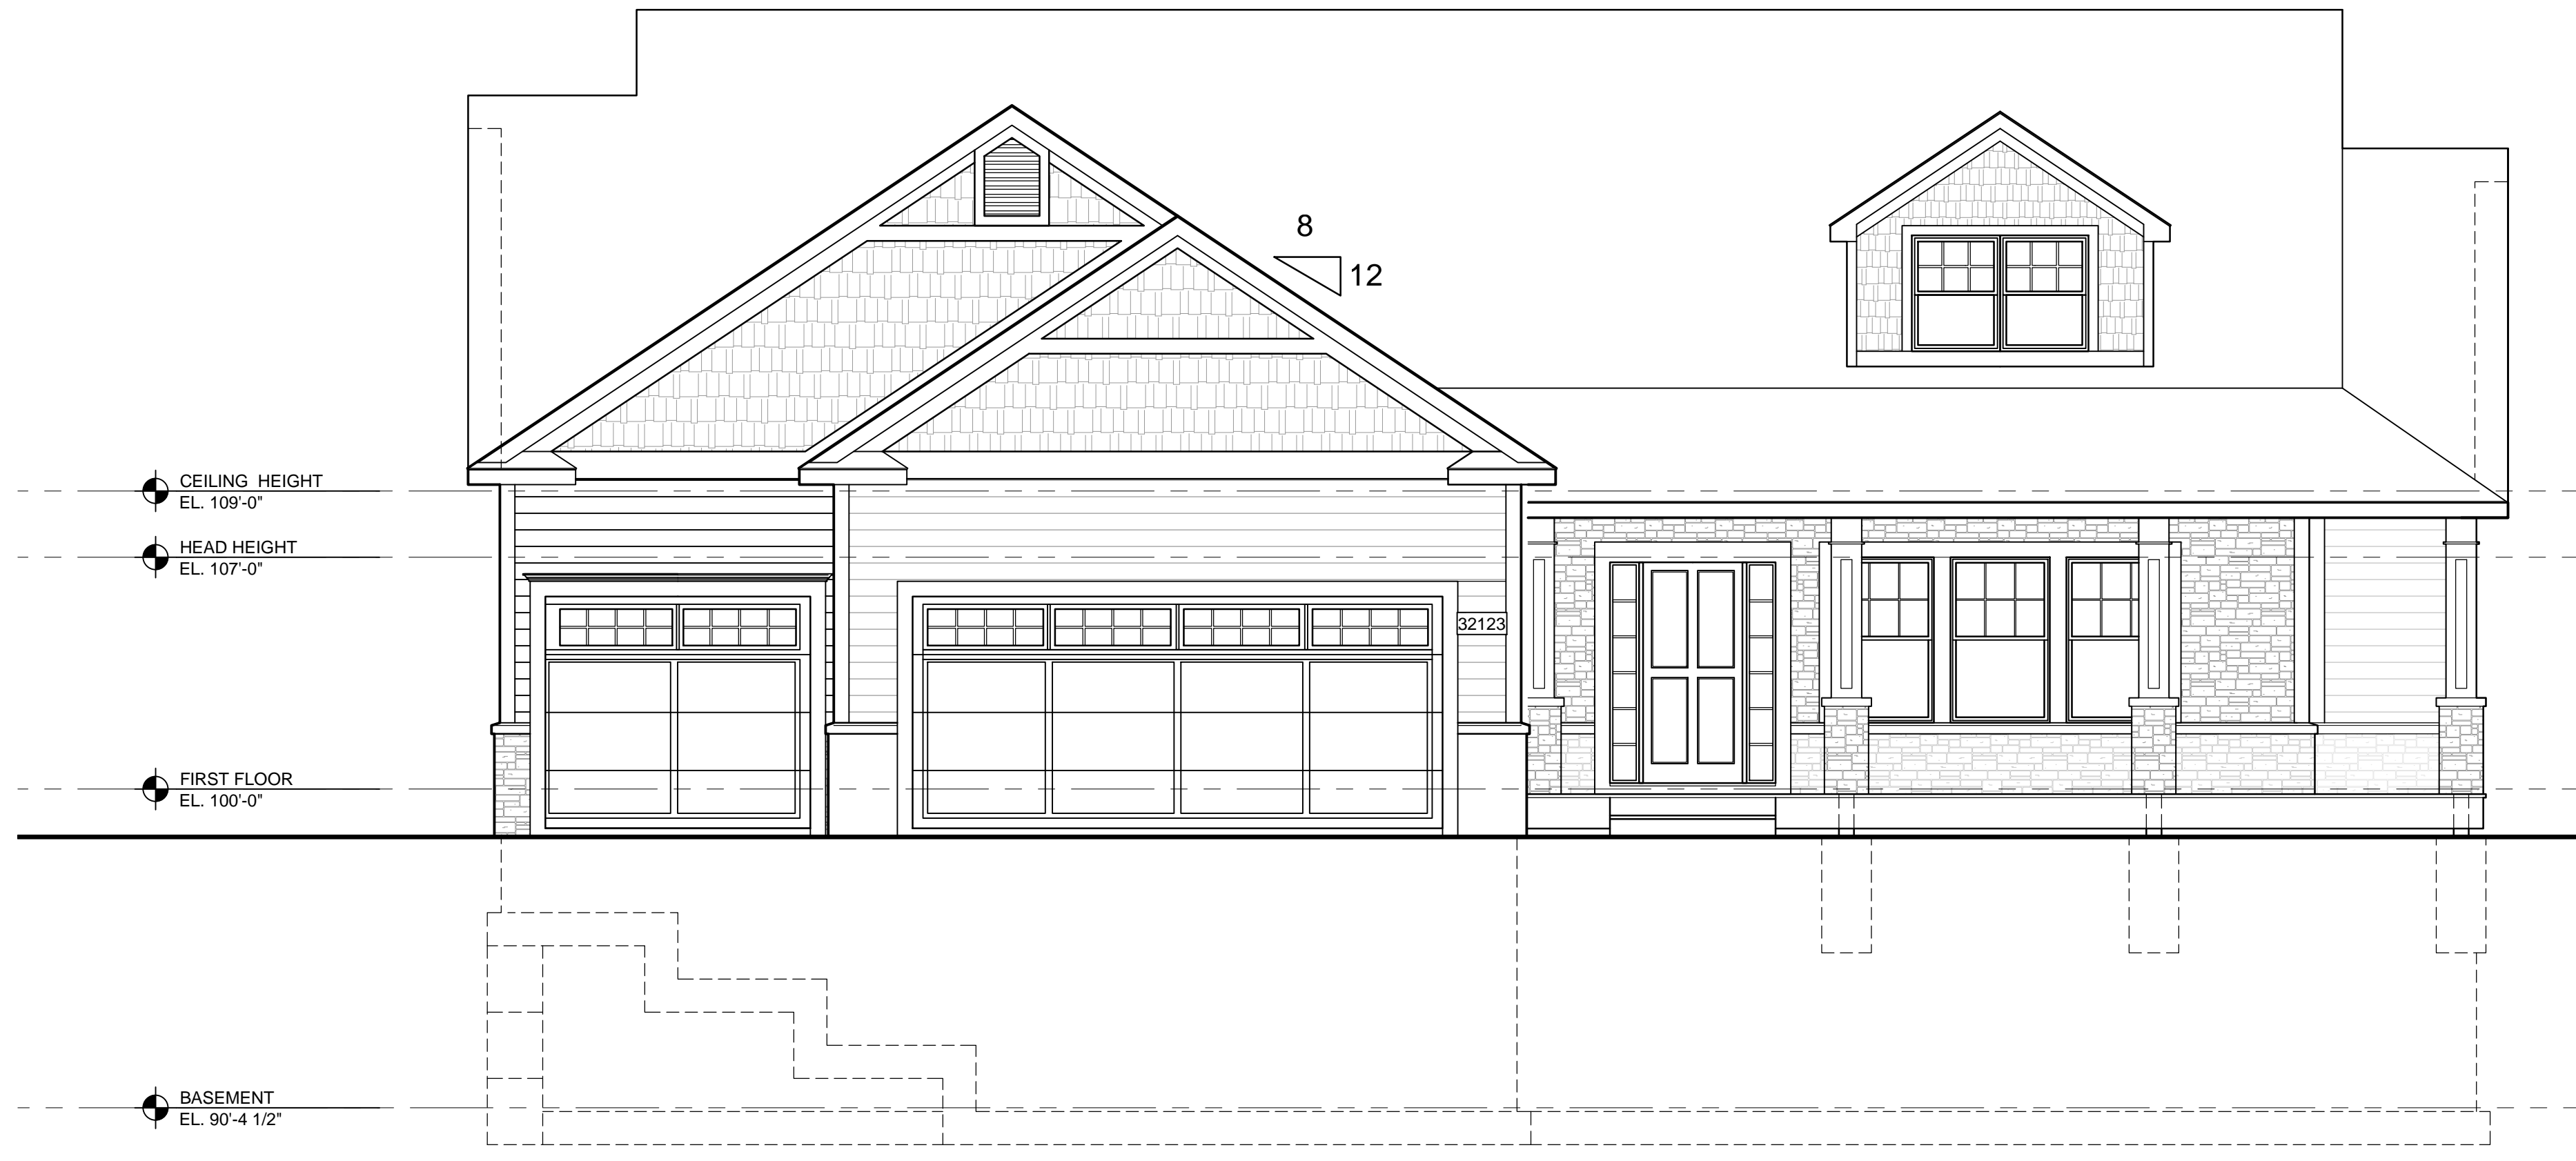 8
12
CEILING HEIGHT
EL. 109'-0"
HEAD HEIGHT
EL. 107'-0"
32123
FIRST FLOOR
EL. 100'-0"
BASEMENT
EL. 90'-4 1/2"